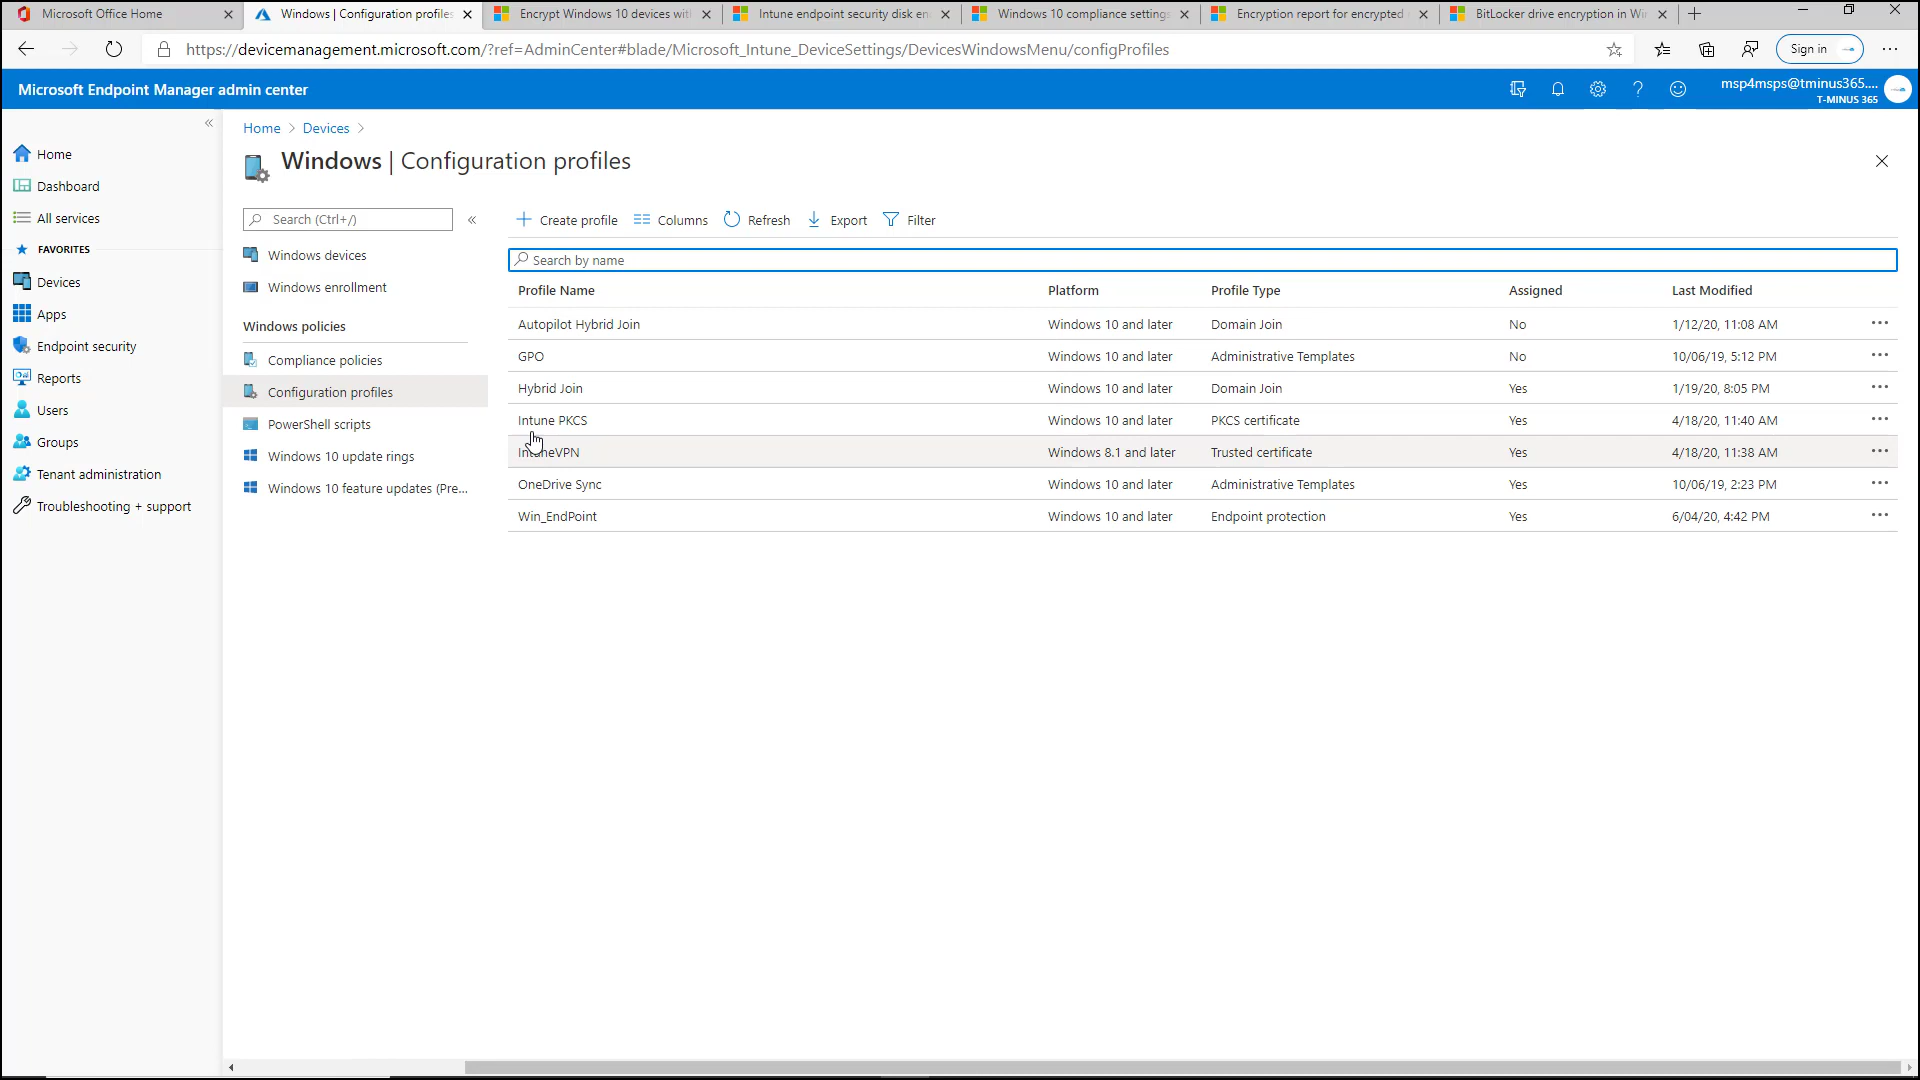 Microsoft Office Home
Windows | Configuration profiles
Encrypt Windows 10 devices wit
Intune endpoint security disk en
Windows 10 compliance settings
Encryption report for encrypted
BitLocker drive encryption in Wi
https://devicemanagement.microsoft.com/?ref=AdminCenter#blade/Microsoft_Intune_DeviceSettings/DevicesWindowsMenu/configProfiles
Sign in
Microsoft Endpoint Manager admin center
msp4msps@tminus365....
T-MINUS 365
Home
Dashboard
All services
FAVORITES
Devices
Apps
Endpoint security
Reports
Users
Groups
Tenant administration
Troubleshooting + support
Home > Devices >
Windows | Configuration profiles
Search (Ctrl+/)
Windows devices
Windows enrollment
Windows policies
Compliance policies
Configuration profiles
PowerShell scripts
Windows 10 update rings
Windows 10 feature updates (Pre...
Create profile Columns Refresh Export Filter
Search by name
Profile Name Platform Profile Type Assigned Last Modified
Autopilot Hybrid Join Windows 10 and later Domain Join No 1/12/20, 11:08 AM
GPO Windows 10 and later Administrative Templates No 10/06/19, 5:12 PM
Hybrid Join Windows 10 and later Domain Join Yes 1/19/20, 8:05 PM
Intune PKCS Windows 10 and later PKCS certificate Yes 4/18/20, 11:40 AM
IntuneVPN Windows 8.1 and later Trusted certificate Yes 4/18/20, 11:38 AM
OneDrive Sync Windows 10 and later Administrative Templates Yes 10/06/19, 2:23 PM
Win_EndPoint Windows 10 and later Endpoint protection Yes 6/04/20, 4:42 PM